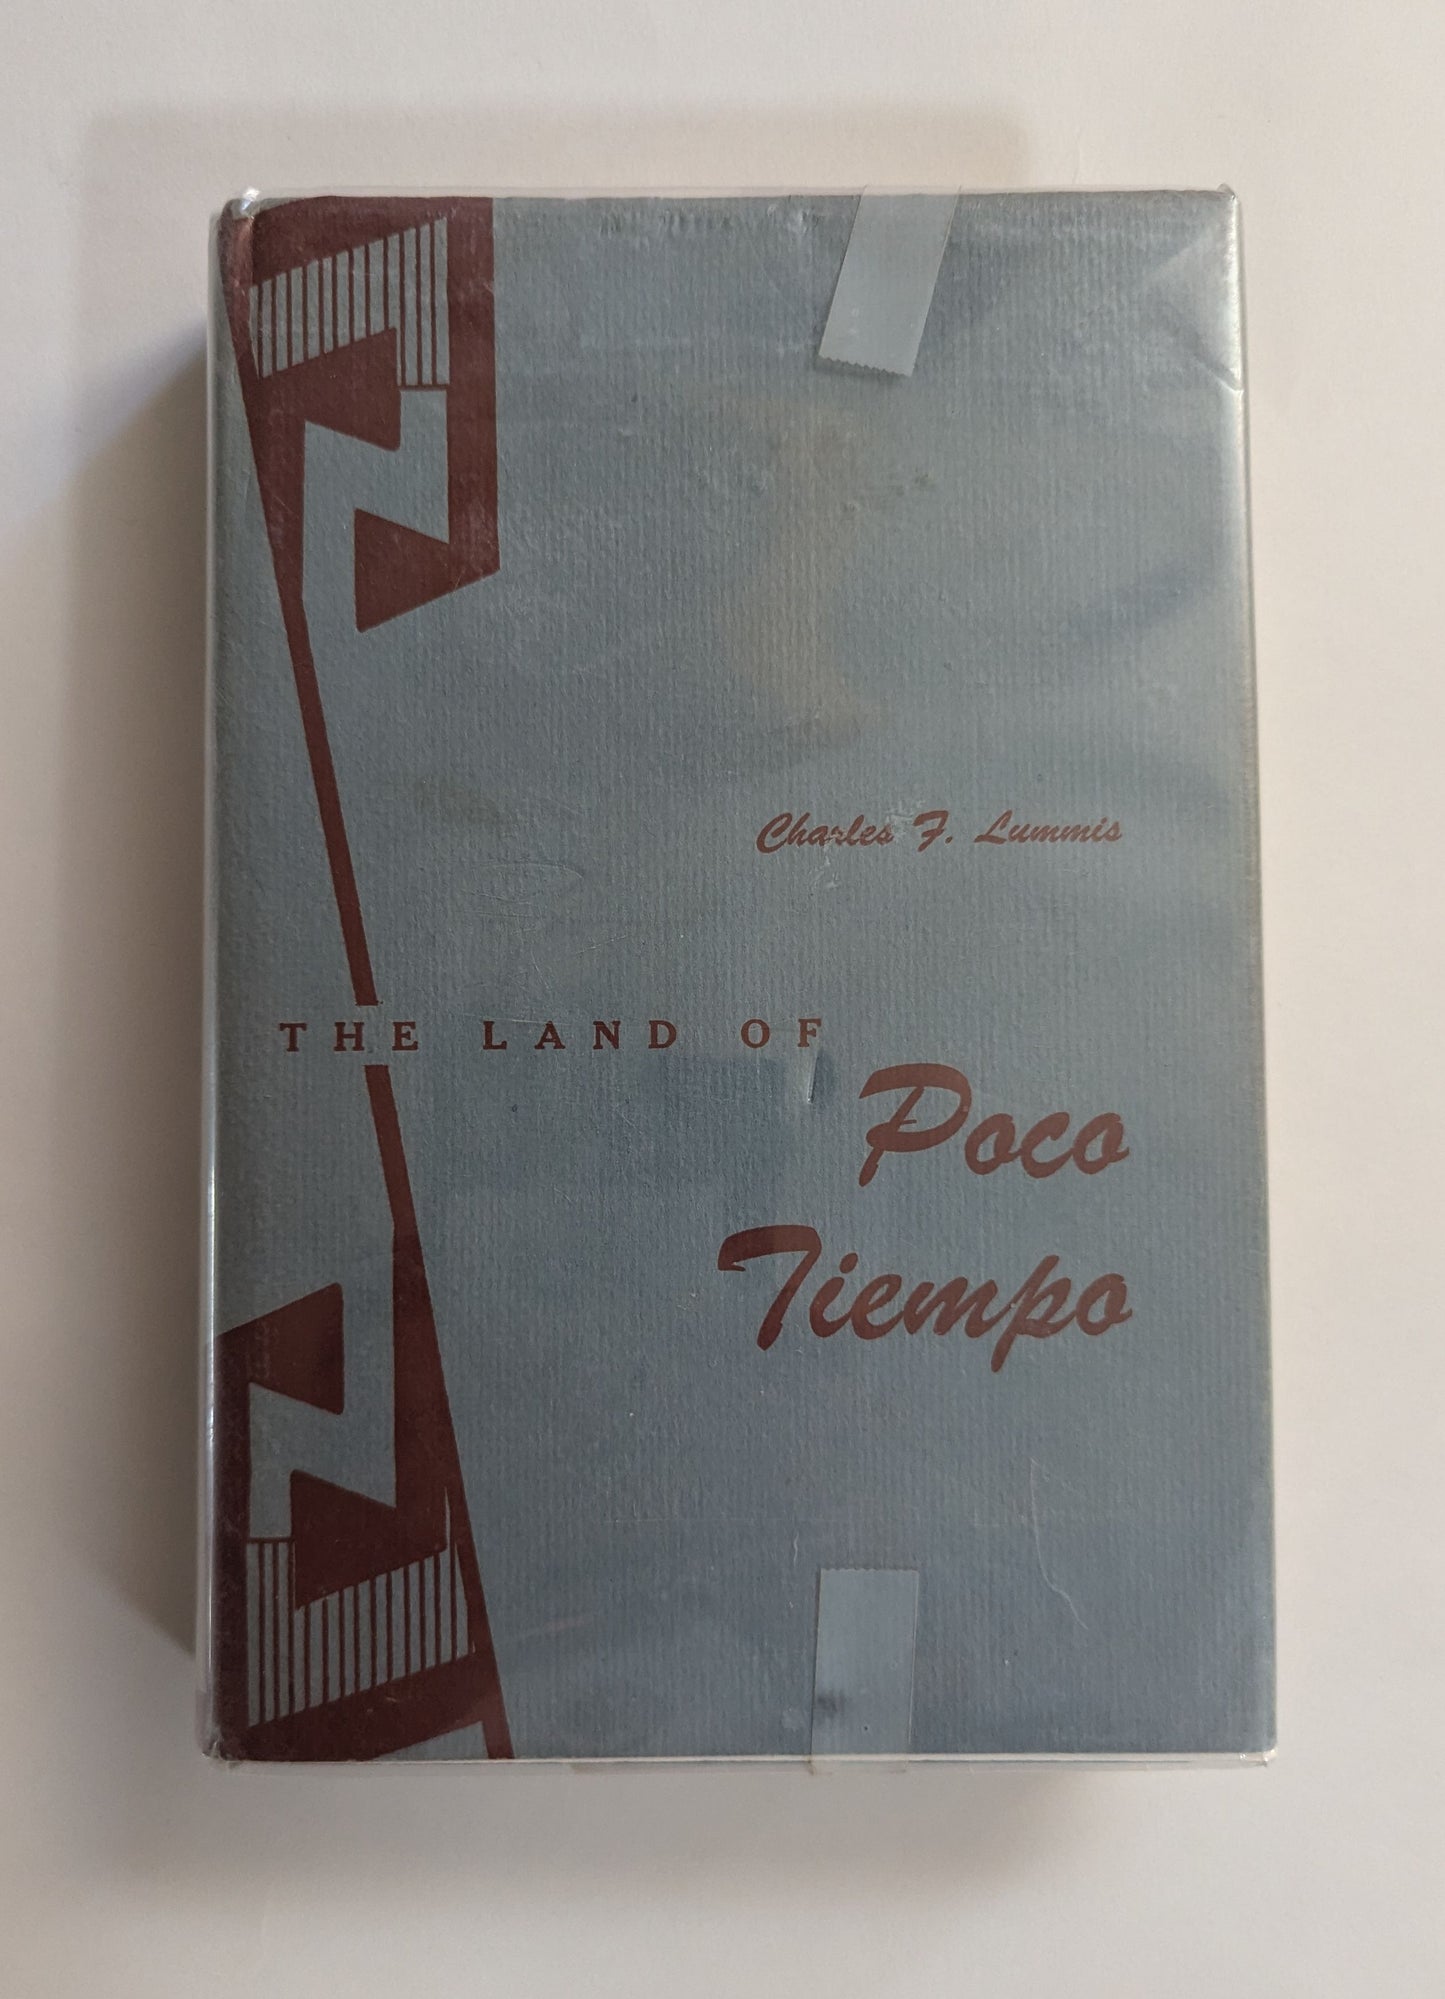 Charles F. Lummis
THE LAND OF
Poco
Tiempo